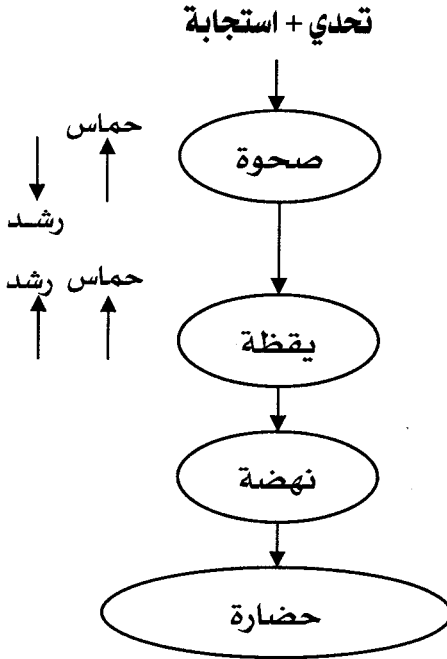 تحدي + استجابة
حماس
صحوة
رشد
حماس رشد
يقظة
نهضة
حضارة